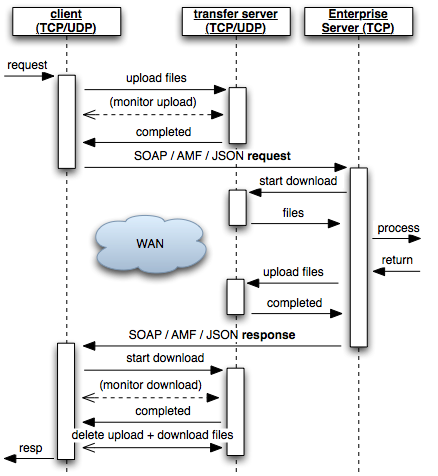 client
(TCP/UDP)
transfer server
(TCP/UDP)
Enterprise
Server (TCP)
request
upload files
(monitor upload)
completed
SOAP / AMF / JSON request
start download
files
process
WAN
return
upload files
completed
SOAP / AMF / JSON response
start download
(monitor download)
completed
delete upload + download files
resp